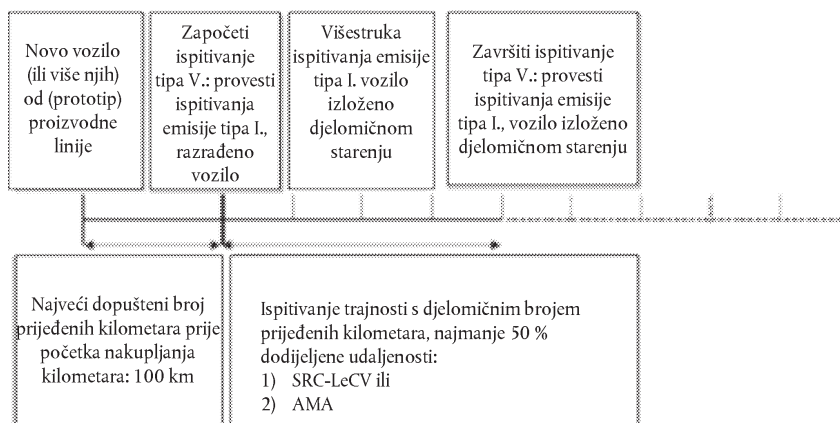 Novo vozilo
(ili više njih)
od (prototip)
proizvodne
linije
Započeti
ispitivanje
tipa V.: provesti
ispitivanja
emisije tipa I.,
razrađeno
vozilo
Višestruka
ispitivanja emisije
tipa I. vozilo
izloženo
djelomičnom
starenju
Završiti ispitivanje
tipa V.: provesti
ispitivanja emisije
tipa I., vozilo izloženo
djelomičnom starenju
Najveći dopušteni broj
prijeđenih kilometara prije
početka nakupljanja
kilometara: 100 km
Ispitivanje trajnosti s djelomičnim brojem
prijeđenih kilometara, najmanje 50 %
dodijeljene udaljenosti:
1) SRC-LeCV ili
2) AMA